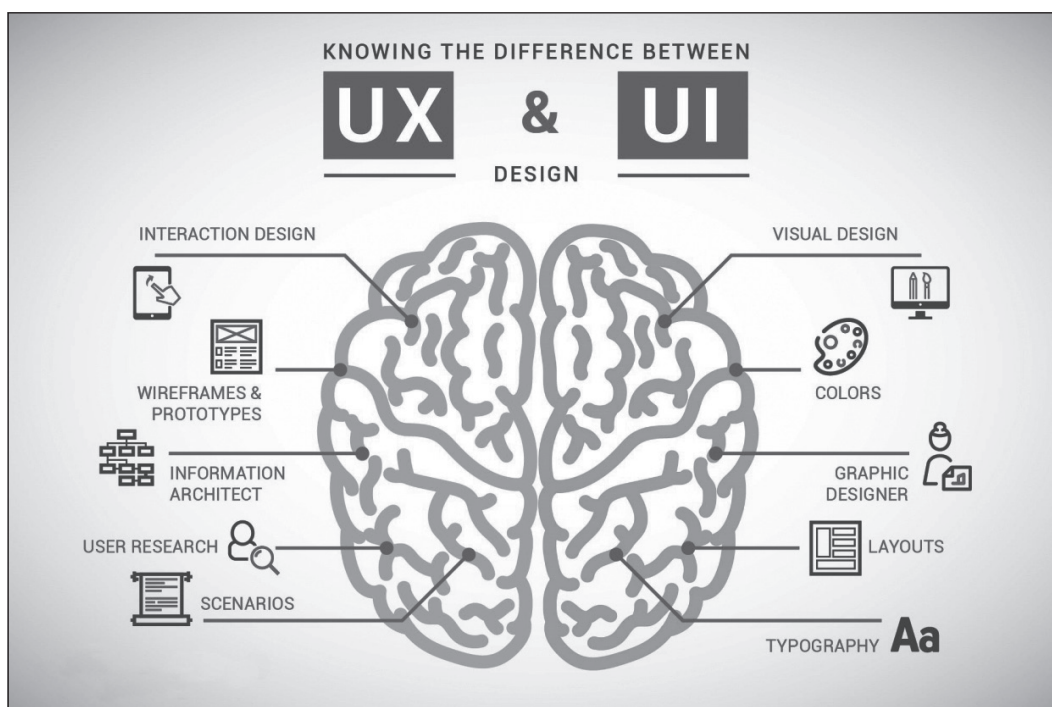 KNOWING THE DIFFERENCE BETWEEN
UX & UI
DESIGN
INTERACTION DESIGN
WIREFRAMES &
PROTOTYPES
INFORMATION
ARCHITECT
USER RESEARCH
SCENARIOS
VISUAL DESIGN
COLORS
GRAPHIC
DESIGNER
LAYOUTS
TYPOGRAPHY Aa